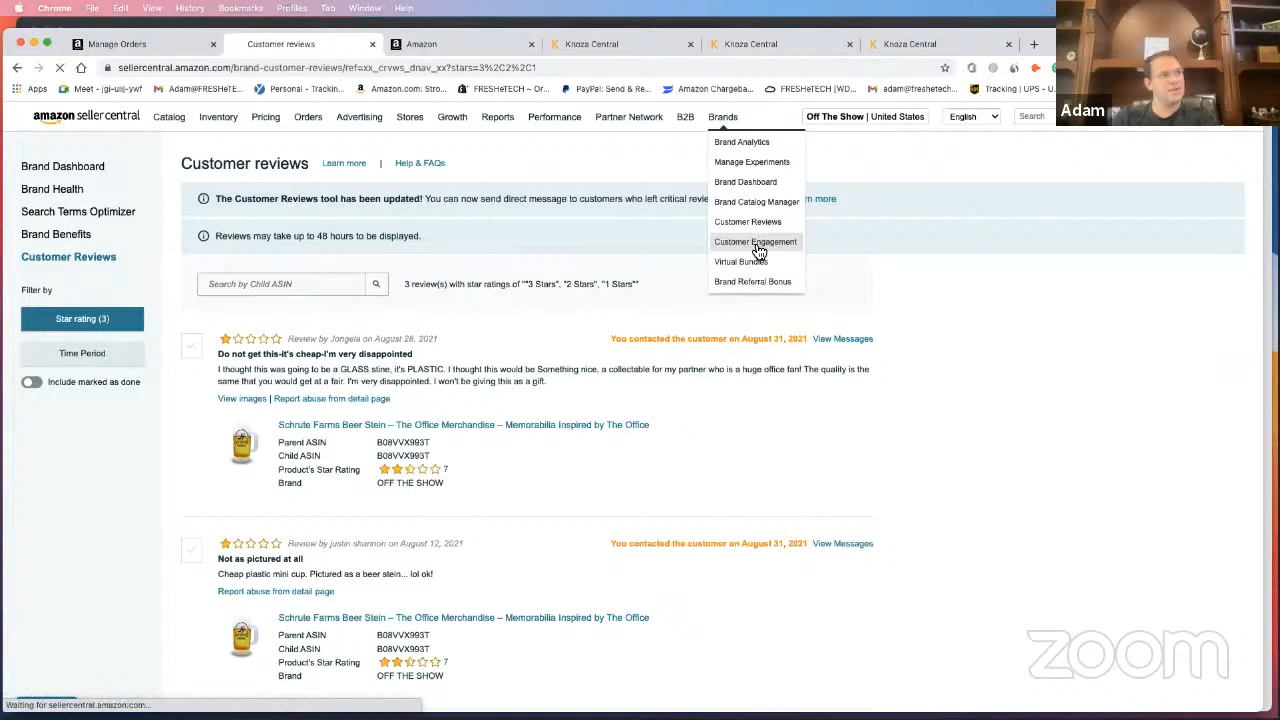 Chrome File Edit View History Bookmarks Profiles Tab Window Help
Manage Orders × Customer reviews × Amazon × Knoza Central × Knoza Central × Knoza Central × +
sellercentral.amazon.com/brand-customer-reviews/ref=xx_crvws_dnav_xx?stars=3%2C2%2C1
Apps Meet - jgi-uiij-ywf Adam@FRESHeTECH... Personal - Trackin... Amazon.com: Stro... FRESHeTECH - Onl... PayPal: Send & Re... Amazon Chargeba... FRESHeTECH [WD... adam@freshetech... Tracking | UPS - U...
Adam
amazon seller central Catalog Inventory Pricing Orders Advertising Stores Growth Reports Performance Partner Network B2B Brands Off The Show | United States English Search
Brand Analytics
Manage Experiments
Brand Dashboard
Brand Catalog Manager
Customer Reviews
Customer Engagement
Virtual Bundles
Brand Referral Bonus
Brand Dashboard
Brand Health
Search Terms Optimizer
Brand Benefits
Customer Reviews
Filter by
Star rating (3)
Time Period
Include marked as done
Customer reviews Learn more | Help & FAQs
The Customer Reviews tool has been updated! You can now send direct message to customers who left critical more
Reviews may take up to 48 hours to be displayed.
Search by Child ASIN 3 review(s) with star ratings of ""3 Stars", "2 Stars", "1 Stars""
Review by Jongela on August 28, 2021 You contacted the customer on August 31, 2021 View Messages
Do not get this-it's cheap-I'm very disappointed
I thought this was going to be a GLASS stine, it's PLASTIC. I thought this would be Something nice, a collectable for my partner who is a huge office fan! The quality is the
same that you would get at a fair. I'm very disappointed. I won't be giving this as a gift.
View images | Report abuse from detail page
Schrute Farms Beer Stein – The Office Merchandise – Memorabilia Inspired by The Office
Parent ASIN B08VVX993T
Child ASIN B08VVX993T
Product's Star Rating 7
Brand OFF THE SHOW
Review by justin shannon on August 12, 2021 You contacted the customer on August 31, 2021 View Messages
Not as pictured at all
Cheap plastic mini cup. Pictured as a beer stein... lol ok!
Report abuse from detail page
Schrute Farms Beer Stein – The Office Merchandise – Memorabilia Inspired by The Office
Parent ASIN B08VVX993T
Child ASIN B08VVX993T
Product's Star Rating 7
Brand OFF THE SHOW
zoom
Waiting for sellercentral.amazon.com...